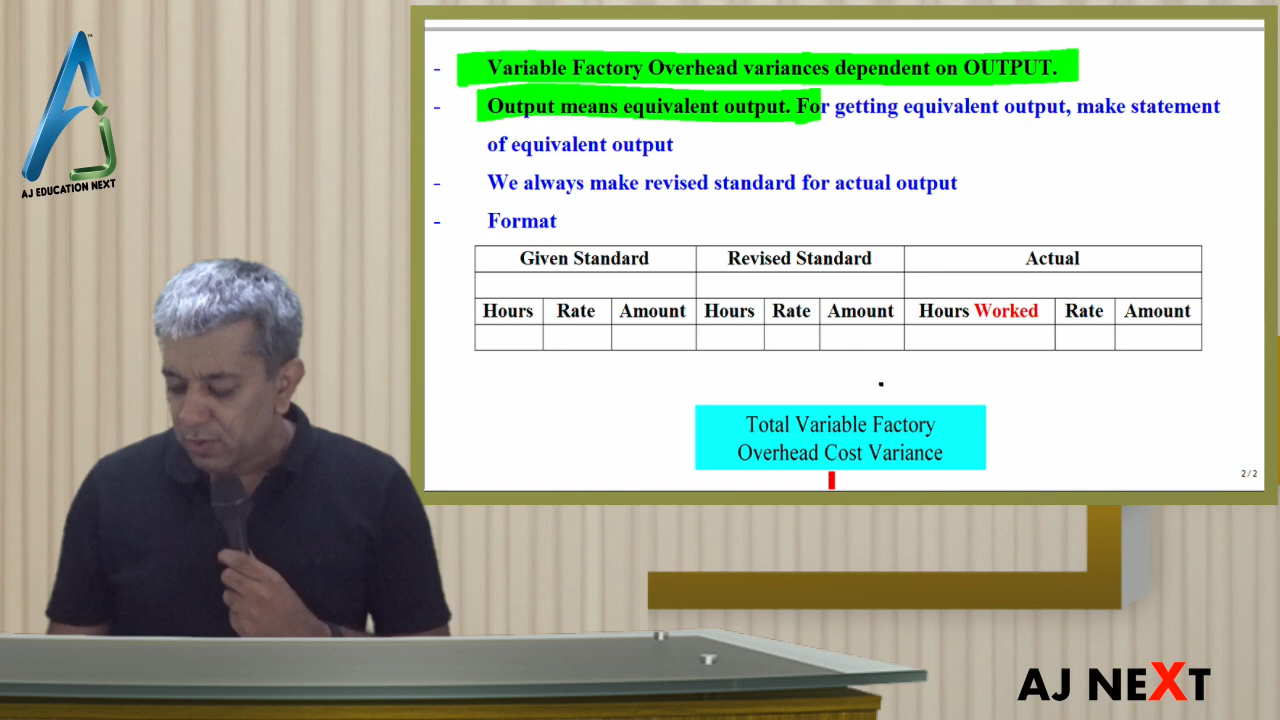 AJ EDUCATION NEXT
- Variable Factory Overhead variances dependent on OUTPUT.
- Output means equivalent output. For getting equivalent output, make statement
of equivalent output
- We always make revised standard for actual output
- Format
Given Standard Revised Standard Actual
Hours Rate Amount Hours Rate Amount Hours Worked Rate Amount
Total Variable Factory
Overhead Cost Variance
2/2
AJ NEXT